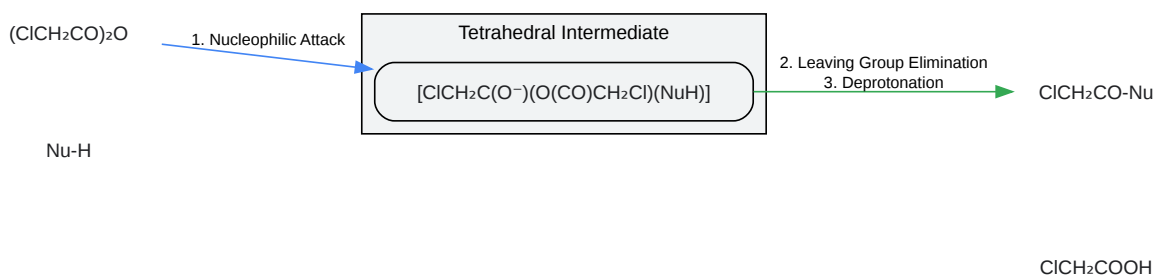 (ClCH₂CO)₂O
1. Nucleophilic Attack
Tetrahedral Intermediate
[ClCH₂C(O⁻)(O(CO)CH₂Cl)(NuH)]
2. Leaving Group Elimination
3. Deprotonation
ClCH₂CO-Nu
Nu-H
ClCH₂COOH